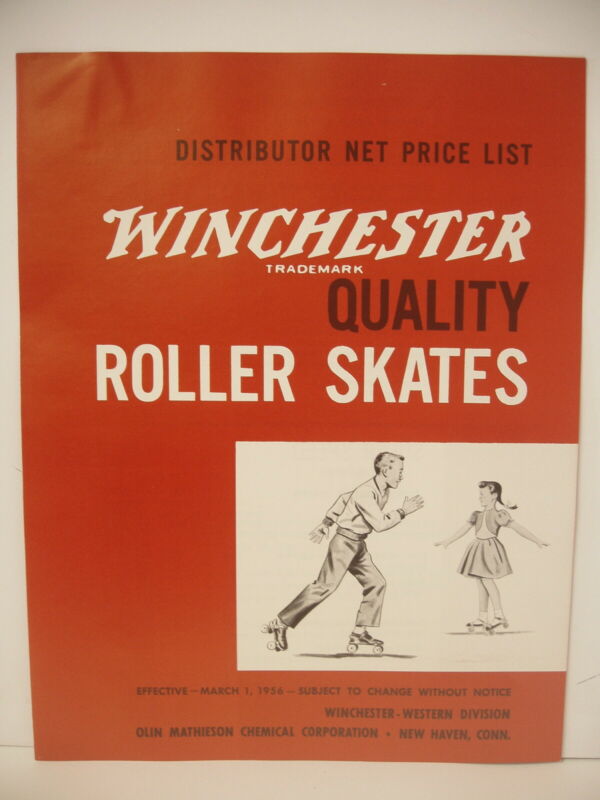 DISTRIBUTOR NET PRICE LIST
WINCHESTER
TRADEMARK
QUALITY
ROLLER SKATES
EFFECTIVE – MARCH 1, 1956 – SUBJECT TO CHANGE WITHOUT NOTICE
WINCHESTER-WESTERN DIVISION
OLIN MATHIESON CHEMICAL CORPORATION • NEW HAVEN, CONN.